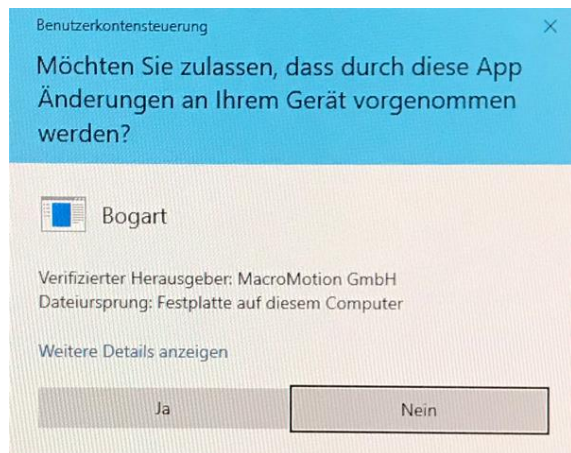 Benutzerkontensteuerung
Möchten Sie zulassen, dass durch diese App
Änderungen an Ihrem Gerät vorgenommen
werden?
Bogart
Verifizierter Herausgeber: MacroMotion GmbH
Dateiursprung: Festplatte auf diesem Computer
Weitere Details anzeigen
Ja
Nein